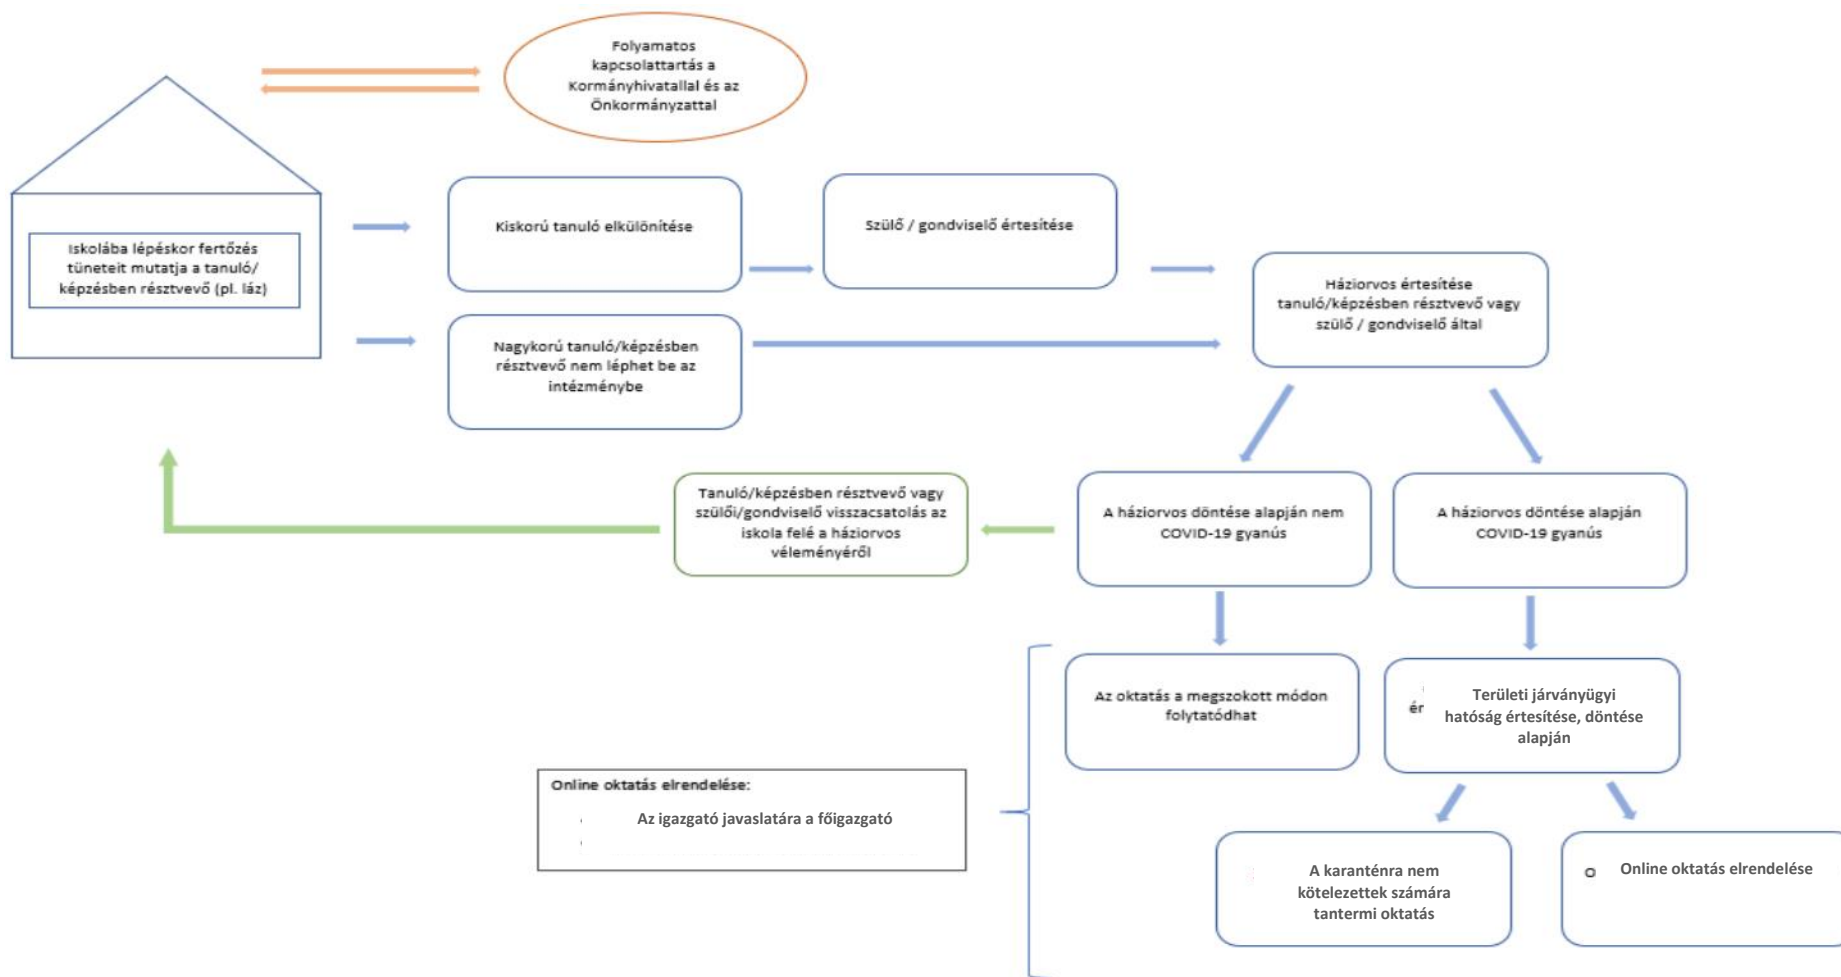 Folyamatos
kapcsolattartás a
Kormányhivatallal és az
Önkormányzattal
Iskolába lépéskor fertőzés
tüneteit mutatja a tanuló/
képzésben résztvevő (pl. láz)
Kiskorú tanuló elkülönítése
Szülő / gondviselő értesítése
Nagykorú tanuló/képzésben
résztvevő nem léphet be az
intézménybe
Háziorvos értesítése
tanuló/képzésben résztvevő vagy
szülő / gondviselő által
Tanuló/képzésben résztvevő vagy
szülői/gondviselő visszacsatolás az
iskola felé a háziorvos
véleményéről
A háziorvos döntése alapján nem
COVID-19 gyanús
A háziorvos döntése alapján
COVID-19 gyanús
Az oktatás a megszokott módon
folytatódhat
Területi járványügyi
hatóság értesítése, döntése
alapján
Online oktatás elrendelése:
Az igazgató javaslatára a főigazgató
A karanténra nem
kötelezettek számára
tantermi oktatás
Online oktatás elrendelése